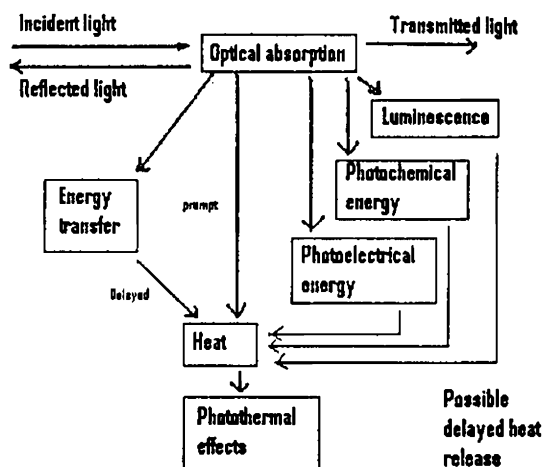 Incident light
Transmitted light
Optical absorption
Reflected light
Luminescence
Photochemical
energy
Energy
transfer
prompt
Photoelectrical
energy
Delayed
Heat
Possible
delayed heat
release
Photothermal
effects